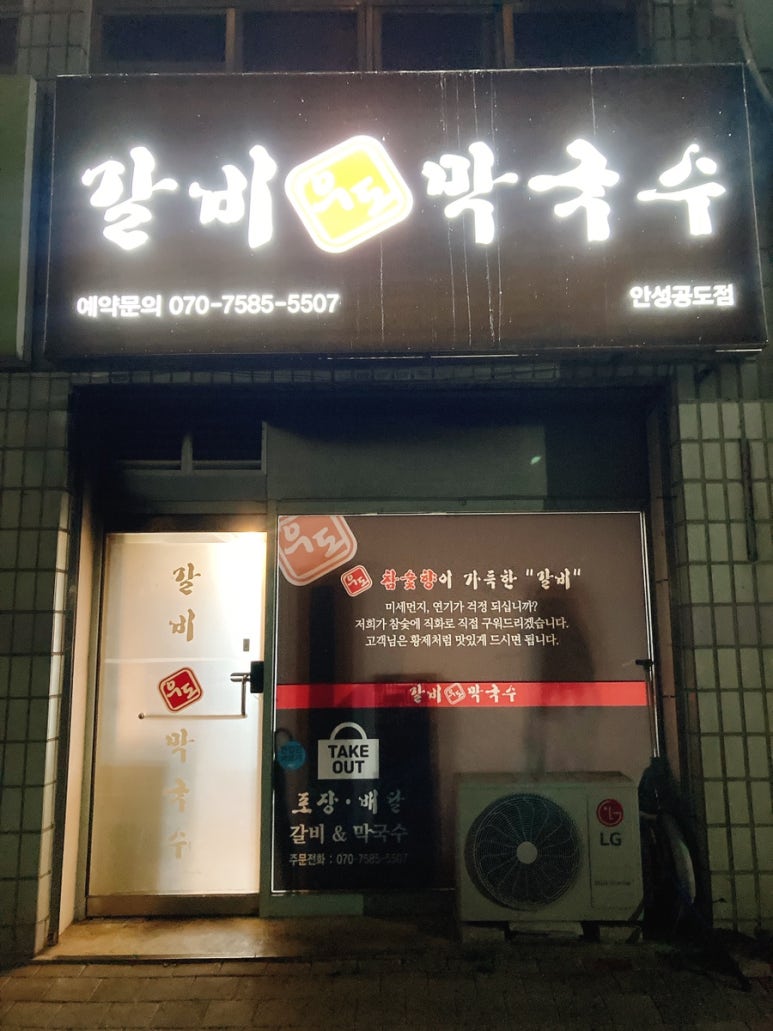 갈비 우도 막국수
예약문의 070-7585-5507
안성공도점
갈비
우도
막국수
우도
우도 참숯향이 가득한 "갈비"
미세먼지, 연기가 걱정 되십니까?
저희가 참숯에 직화로 직접 구워드리겠습니다.
고객님은 황제처럼 맛있게 드시면 됩니다.
갈비 우도 막국수
TAKE
OUT
포장·배달
갈비 & 막국수
주문전화 : 070-7585-5507
LG